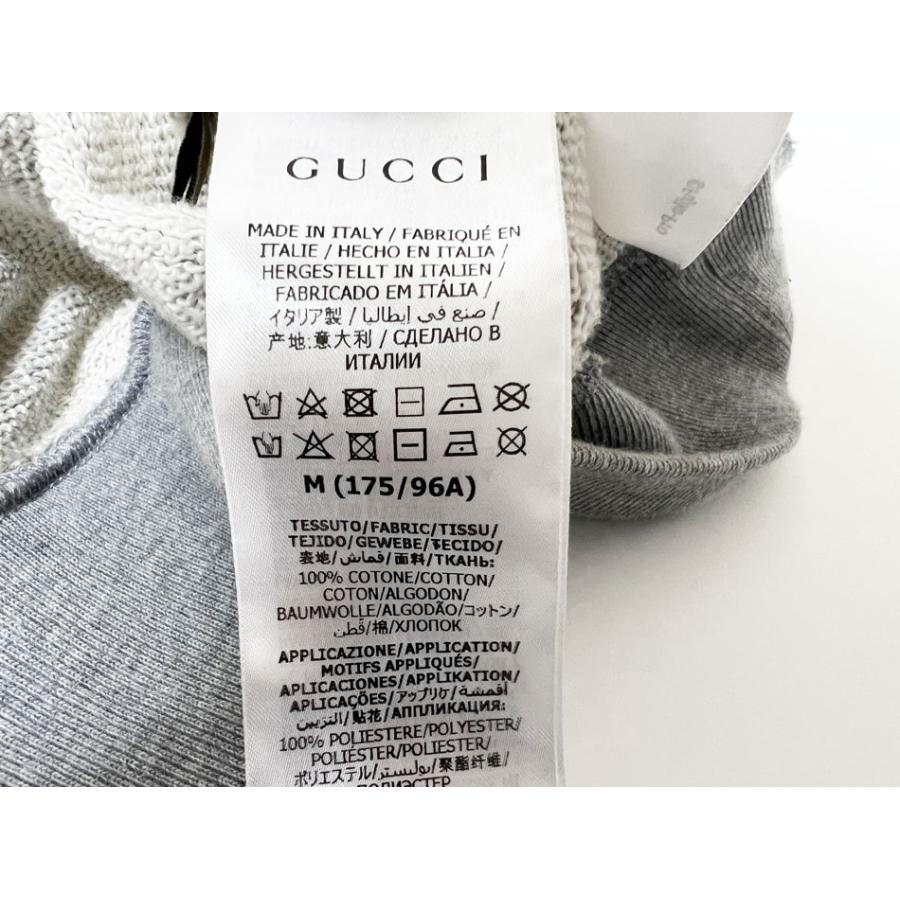 GUCCI
MADE IN ITALY / FABRIQUÉ EN
ITALIE / HECHO EN ITALIA /
HERGESTELLT IN ITALIEN /
FABRICADO EM ITÁLIA /
イタリア製 / صنع في إيطاليا /
产地:意大利 / СДЕЛАНО В
ИТАЛИИ
M (175/96A)
TESSUTO/FABRIC/TISSU/
TEJIDO/GEWEBE/TECIDO/
表地/قماش/面料/ТКАНЬ:
100% COTONE/COTTON/
COTON/ALGODON/
BAUMWOLLE/ALGODÃO/コットン/
قطن/棉/ХЛОПОК
APPLICAZIONE/APPLICATION/
MOTIFS APPLIQUÉS/
APLICACIONES/APPLIKATION/
APLICAÇÕES/アップリケ/أقمشة
التزيين/贴花/АППЛИКАЦИЯ:
100% POLIESTERE/POLYESTER/
POLIÉSTER/POLIESTER/
ポリエステル/بوليستر/聚酯纤维/
ПОЛИЭСТЕР